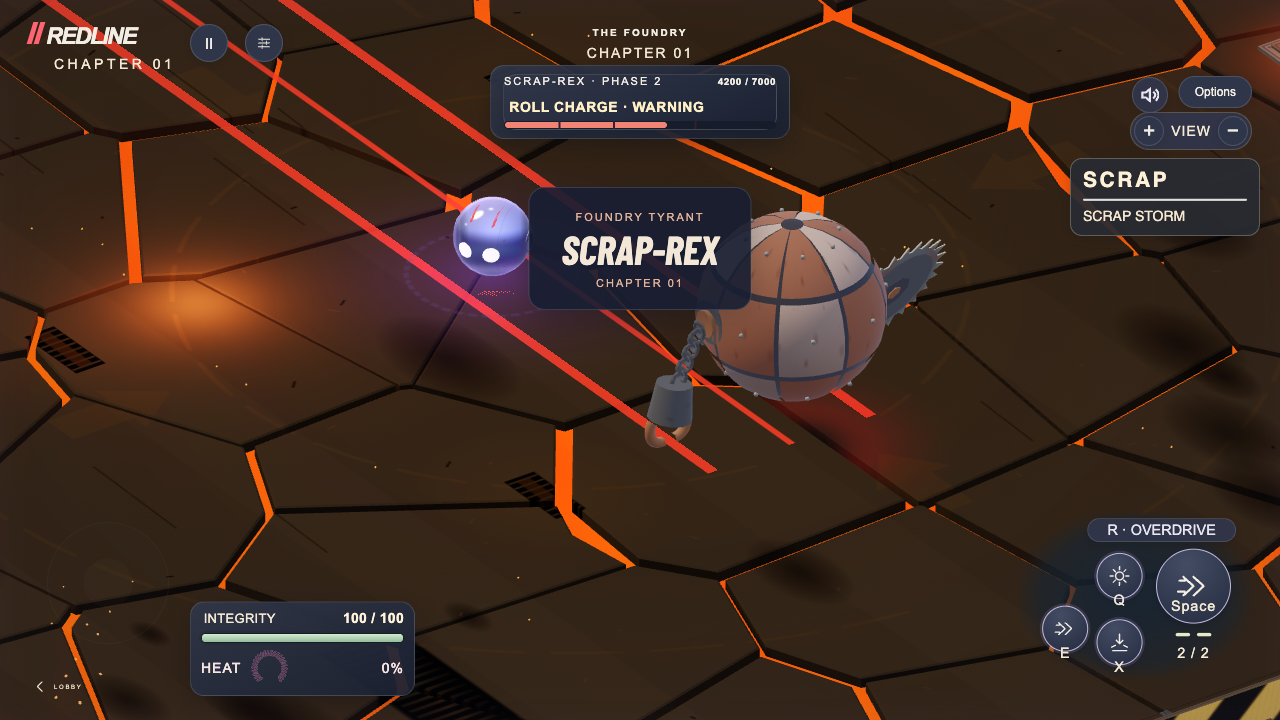 REDLINE
CHAPTER 01
THE FOUNDRY
CHAPTER 01
SCRAP-REX · PHASE 2 4200 / 7000
ROLL CHARGE · WARNING
Options
+ VIEW −
SCRAP
SCRAP STORM
FOUNDRY TYRANT
SCRAP-REX
CHAPTER 01
R · OVERDRIVE
Q
Space
E
X
2 / 2
INTEGRITY 100 / 100
HEAT 0%
LOBBY